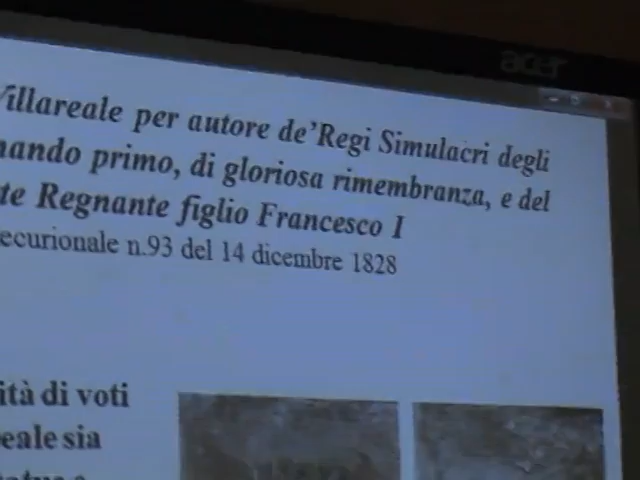 acer
Villareale per autore de'Regi Simulacri degli
nando primo, di gloriosa rimembranza, e del
te Regnante figlio Francesco I
ecurionale n.93 del 14 dicembre 1828
ità di voti
eale sia